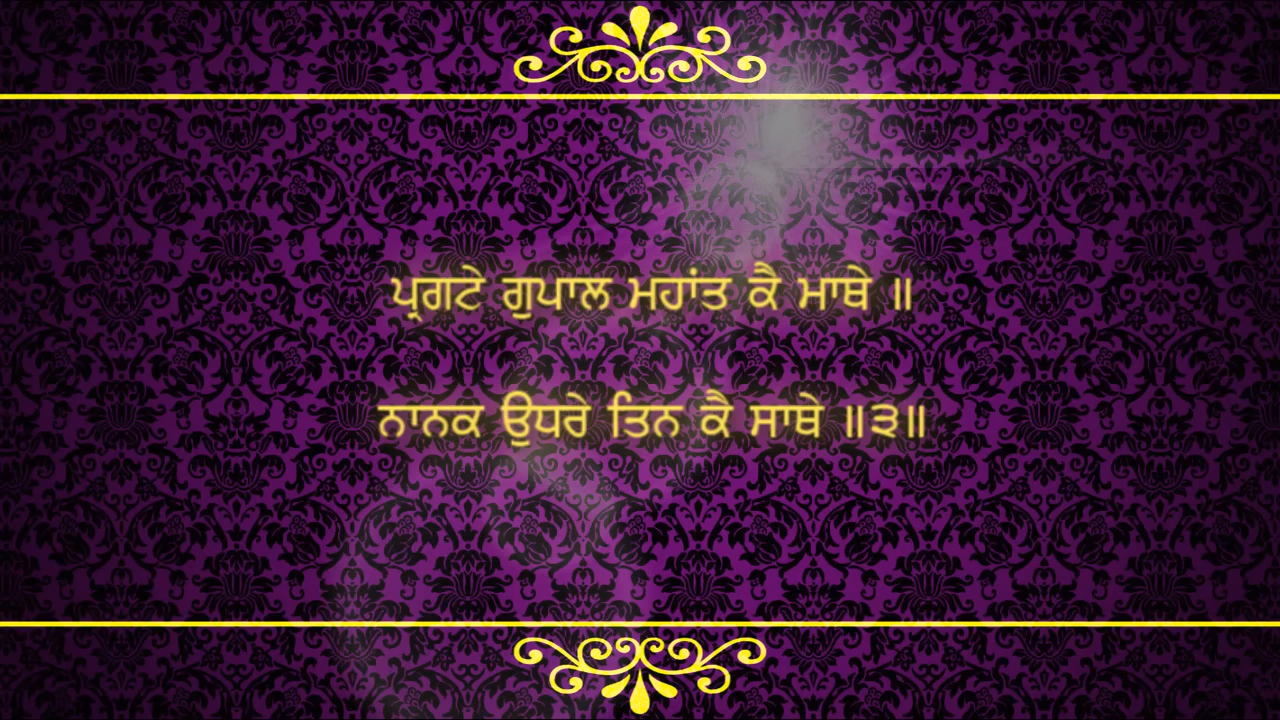 ਪ੍ਰਗਟੇ ਗੁਪਾਲ ਮਹਾਂਤ ਕੈ ਮਾਥੇ ॥
ਨਾਨਕ ਉਧਰੇ ਤਿਨ ਕੈ ਸਾਥੇ ॥੩॥